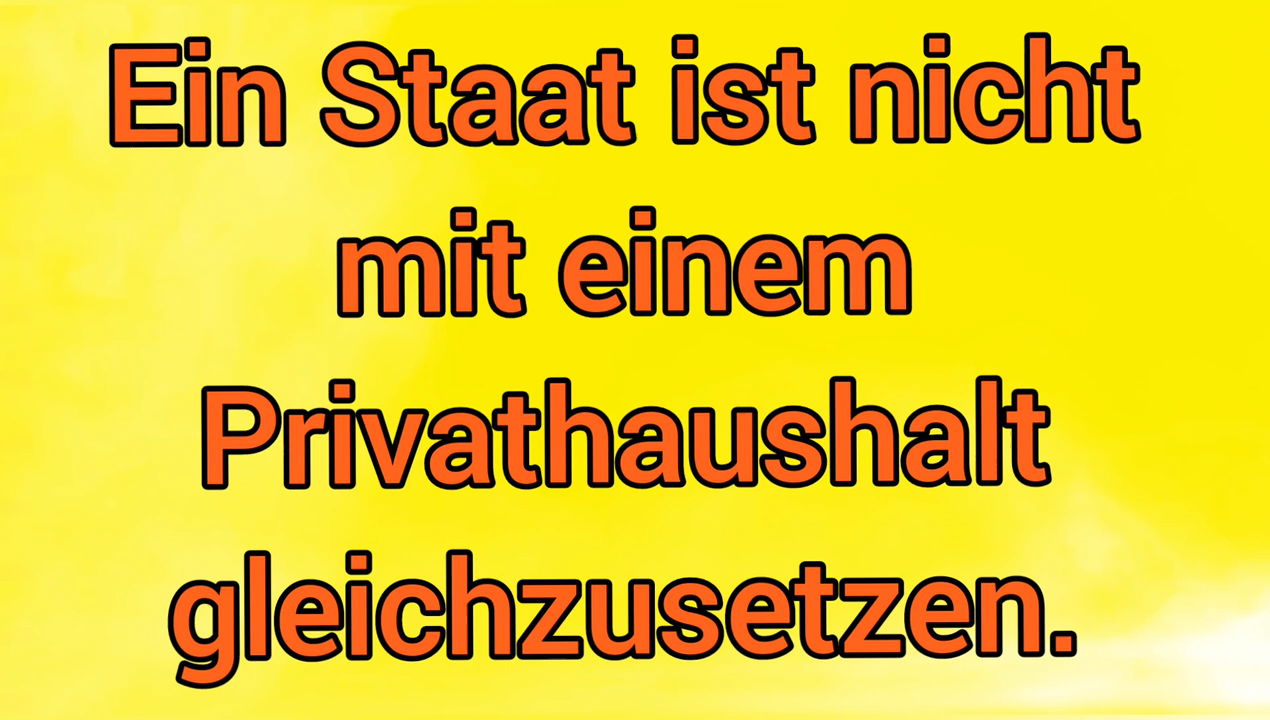 Ein Staat ist nicht
mit einem
Privathaushalt
gleichzusetzen.